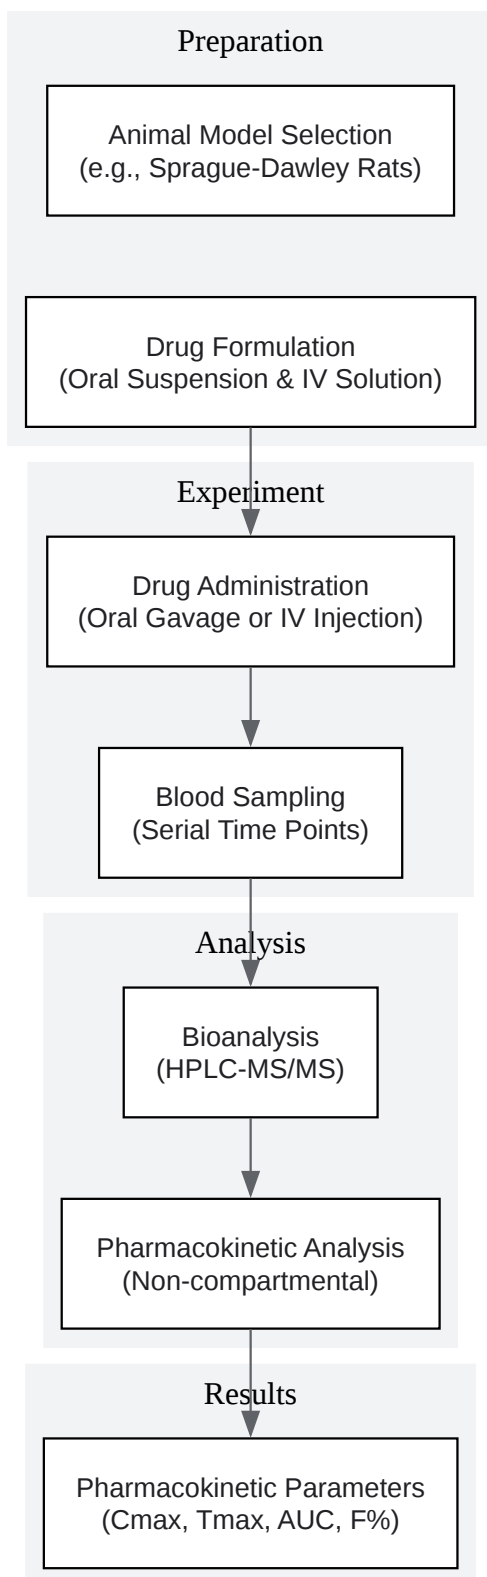 Preparation
Animal Model Selection
(e.g., Sprague-Dawley Rats)
Drug Formulation
(Oral Suspension & IV Solution)
Experiment
Drug Administration
(Oral Gavage or IV Injection)
Blood Sampling
(Serial Time Points)
Analysis
Bioanalysis
(HPLC-MS/MS)
Pharmacokinetic Analysis
(Non-compartmental)
Results
Pharmacokinetic Parameters
(Cmax, Tmax, AUC, F%)